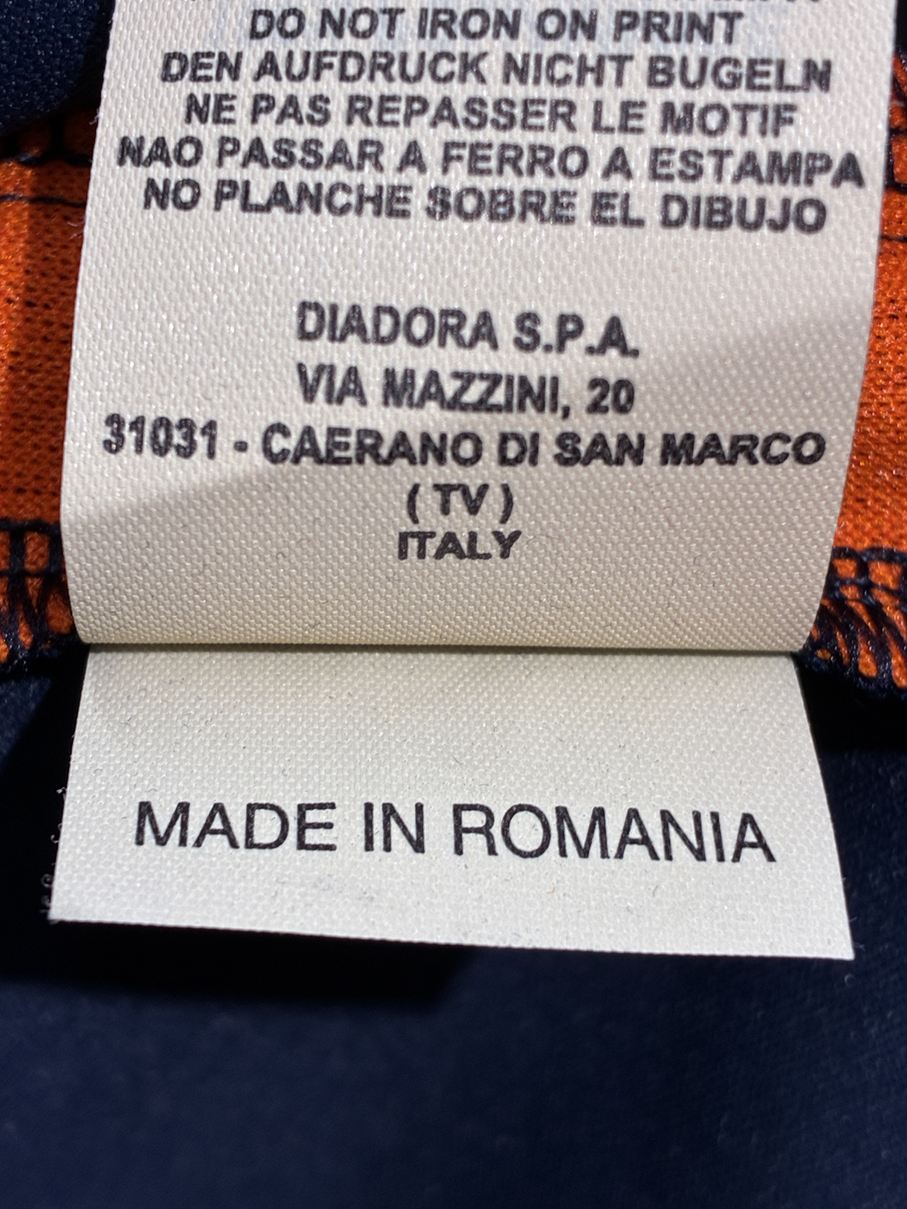 DO NOT IRON ON PRINT
DEN AUFDRUCK NICHT BUGELN
NE PAS REPASSER LE MOTIF
NAO PASSAR A FERRO A ESTAMPA
NO PLANCHE SOBRE EL DIBUJO
DIADORA S.P.A.
VIA MAZZINI, 20
31031 - CAERANO DI SAN MARCO
( TV )
ITALY
MADE IN ROMANIA